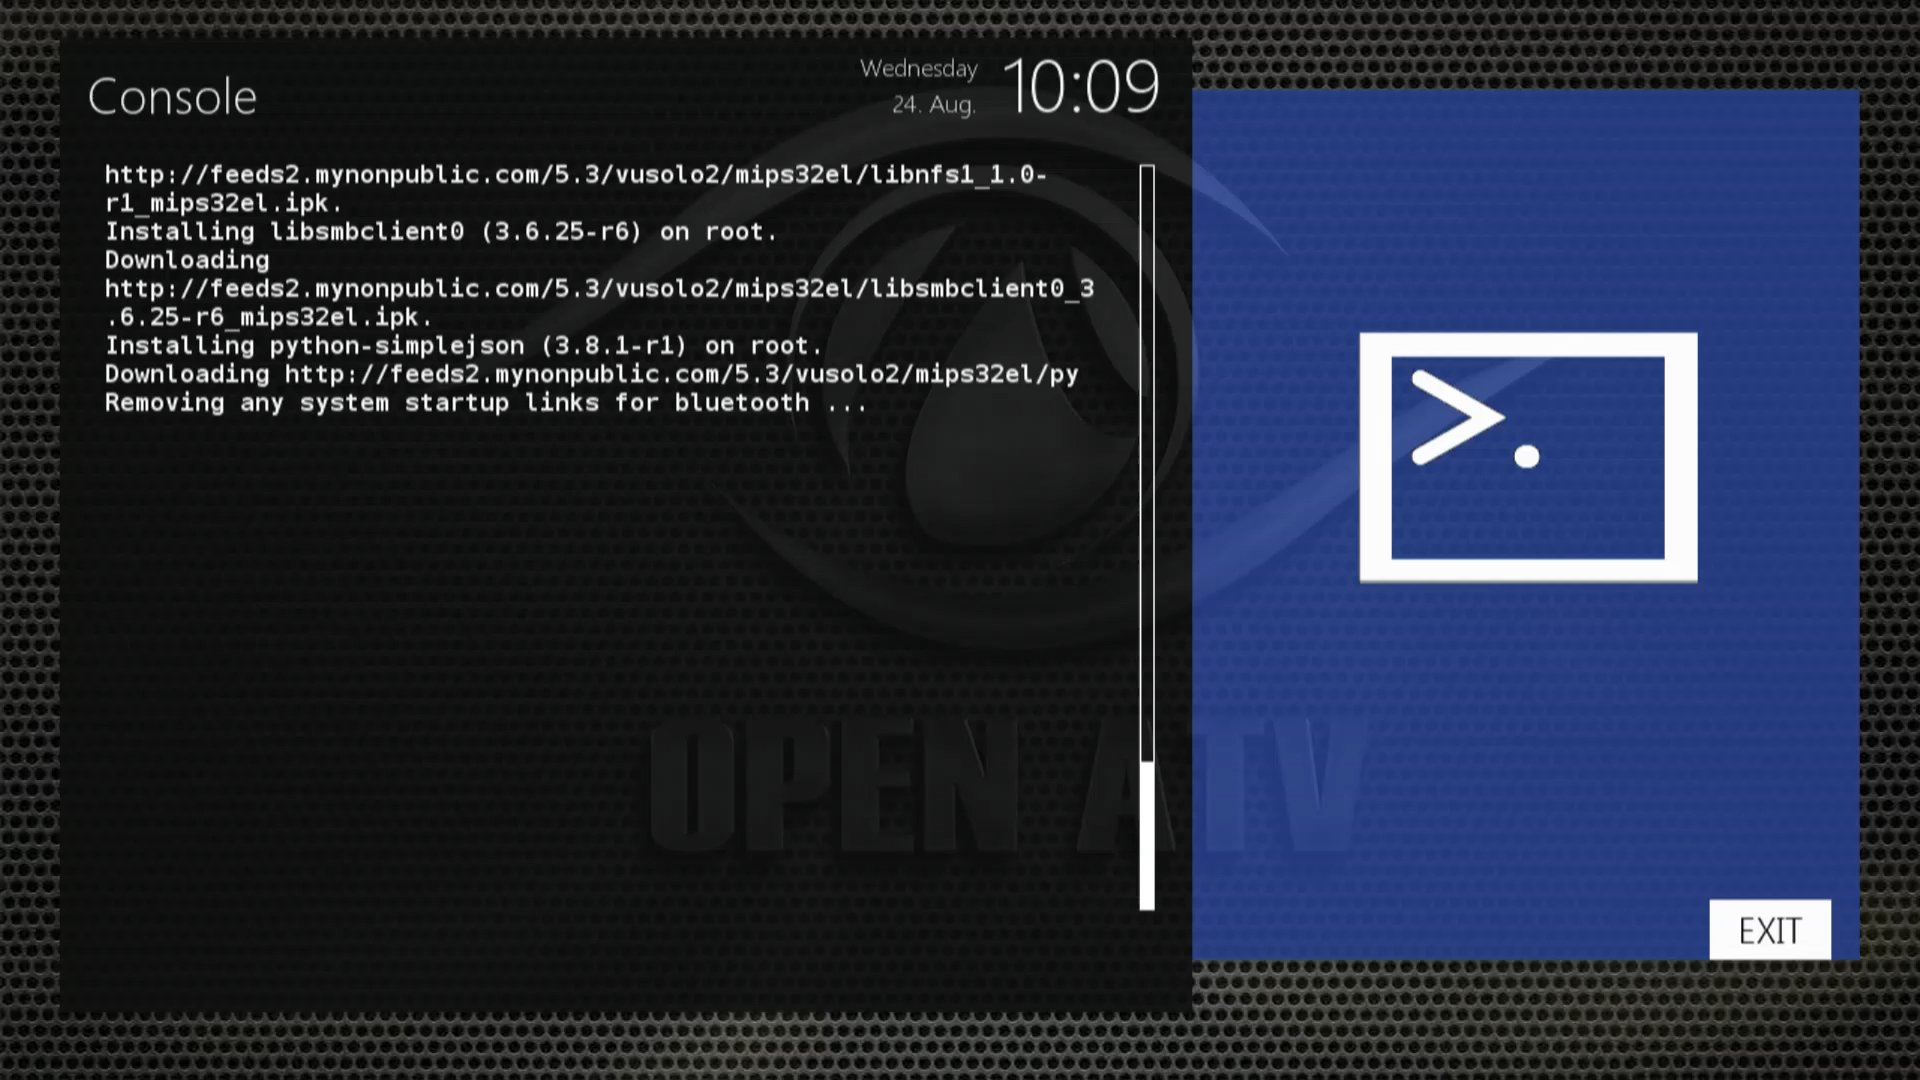 Console
Wednesday
24. Aug.
10:09
http://feeds2.mynonpublic.com/5.3/vusolo2/mips32el/libnfs1_1.0-
r1_mips32el.ipk.
Installing libsmbclient0 (3.6.25-r6) on root.
Downloading
http://feeds2.mynonpublic.com/5.3/vusolo2/mips32el/libsmbclient0_3
.6.25-r6_mips32el.ipk.
Installing python-simplejson (3.8.1-r1) on root.
Downloading http://feeds2.mynonpublic.com/5.3/vusolo2/mips32el/py
Removing any system startup links for bluetooth ...
>.
OPEN ATV
EXIT